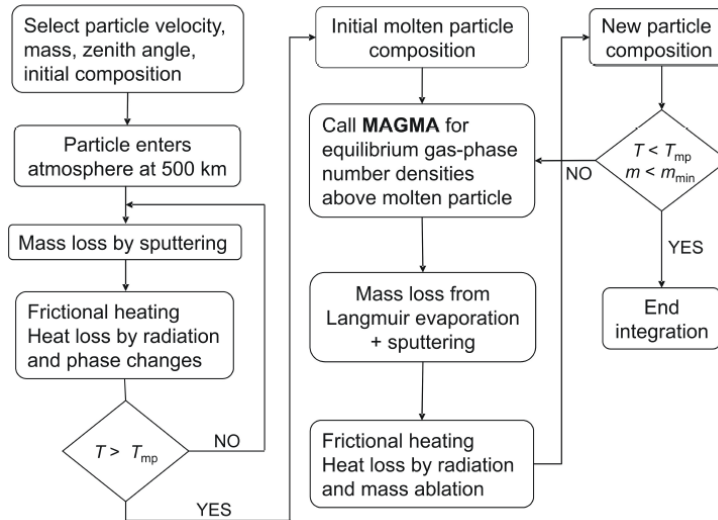 Select particle velocity,
mass, zenith angle,
initial composition
Particle enters
atmosphere at 500 km
Mass loss by sputtering
Frictional heating
Heat loss by radiation
and phase changes
T > Tmp
NO
YES
Initial molten particle
composition
Call MAGMA for
equilibrium gas-phase
number densities
above molten particle
Mass loss from
Langmuir evaporation
+ sputtering
Frictional heating
Heat loss by radiation
and mass ablation
New particle
composition
T < Tmp
m < mmin
NO
YES
End
integration